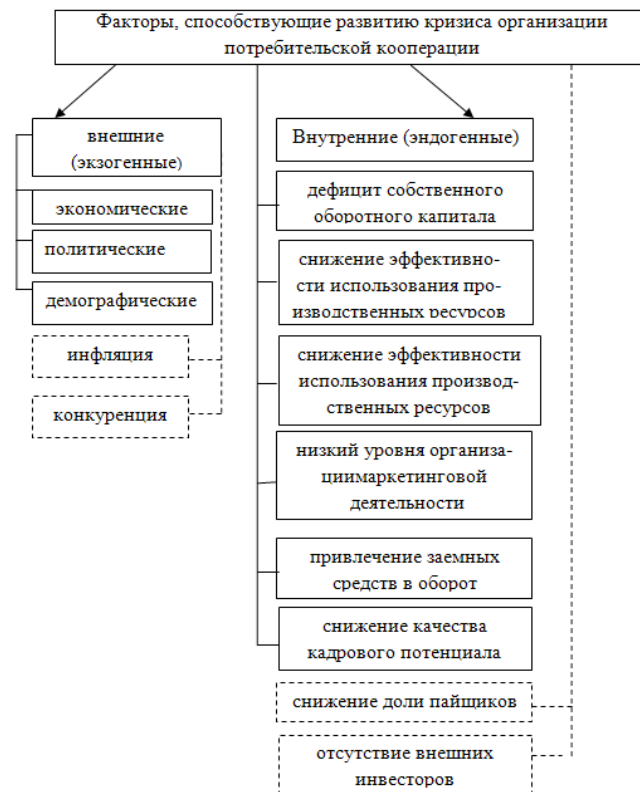 Факторы, способствующие развитию кризиса организации
потребительской кооперации
внешние
(экзогенные)
экономические
политические
демографические
инфляция
конкуренция
Внутренние (эндогенные)
дефицит собственного
оборотного капитала
снижение эффективно-
сти использования про-
изводственных ресурсов
снижение эффективности
использования производ-
ственных ресурсов
низкий уровня организа-
циимаркетинговой
деятельности
привлечение заемных
средств в оборот
снижение качества
кадрового потенциала
снижение доли пайщиков
отсутствие внешних
инвесторов